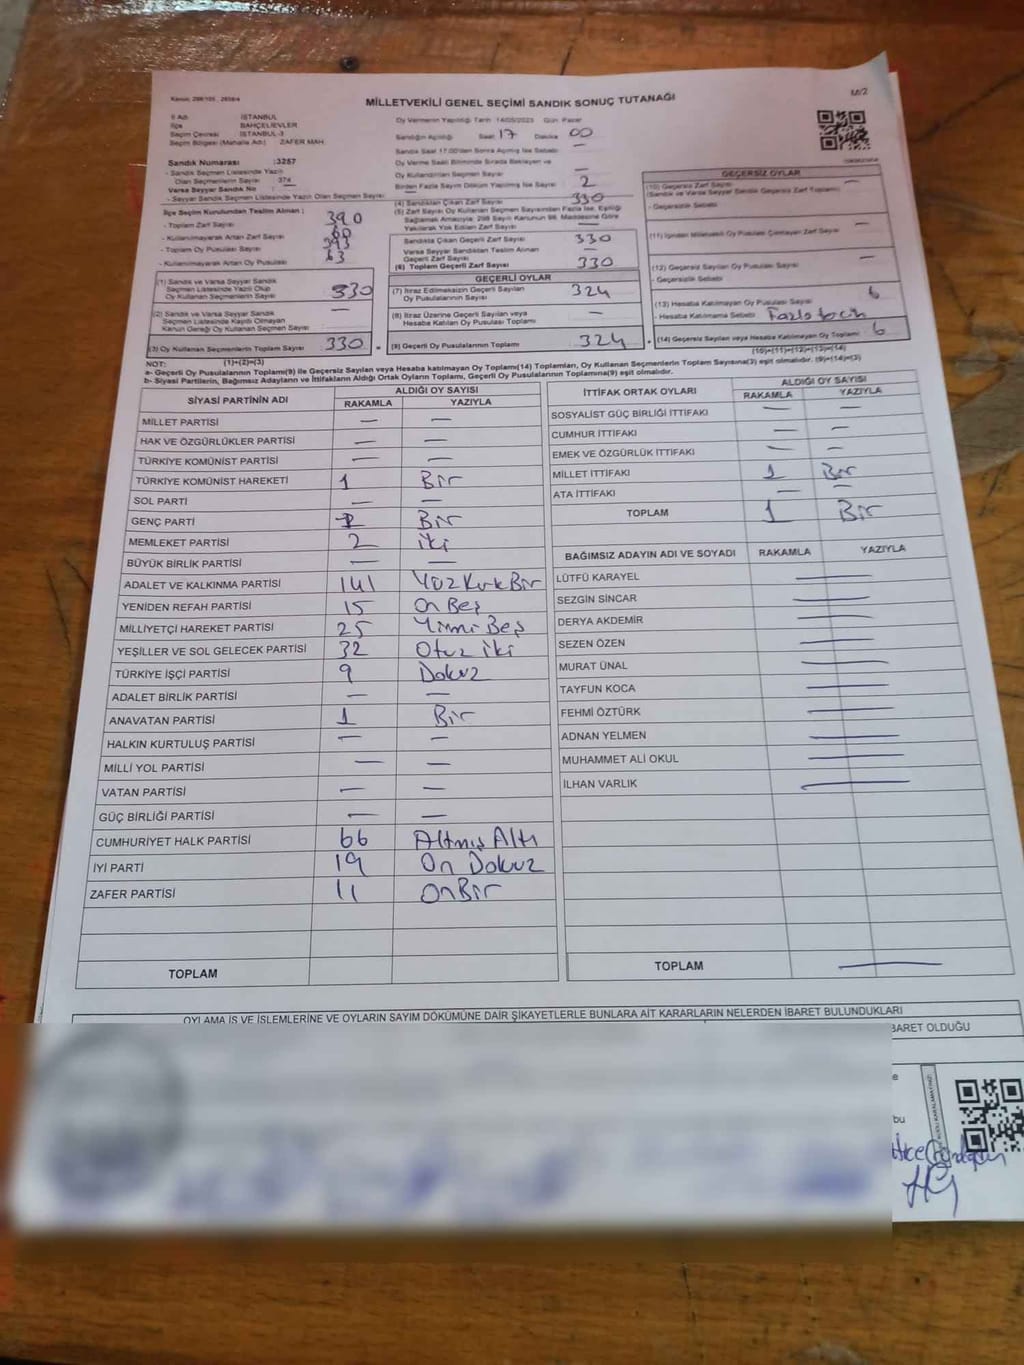 Kanun: 298/105, 2839/4
M/2
MİLLETVEKİLİ GENEL SEÇİMİ SANDIK SONUÇ TUTANAĞI
İl Adı İSTANBUL
İlçe BAHÇELİEVLER
Seçim Çevresi İSTANBUL-3
Seçim Bölgesi (Mahalle Adı) ZAFER MAH.
Sandık Numarası :3257
- Sandık Seçmen Listesinde Yazılı
Olan Seçmenlerin Sayısı 374
Varsa Seyyar Sandık No :
- Seyyar Sandık Seçmen Listesinde Yazılı Olan Seçmen Sayısı:
Oy Vermenin Yapıldığı Tarih 14/05/2023 Gün Pazar
Sandığın Açıldığı Saat 17 Dakika 00
Sandık Saat 17.00'den Sonra Açılmış İse Sebebi —
Oy Verme Saati Bitiminde Sırada Bekleyen ve
Oy Kullandırılan Seçmen Sayısı —
Birden Fazla Sayım Döküm Yapılmış İse Sayısı 2
(4) Sandıktan Çıkan Zarf Sayısı 330
(5) Zarf Sayısı Oy Kullanan Seçmen Sayısından Fazla İse, Eşitliği
Sağlamak Amacıyla; 298 Sayılı Kanunun 98. Maddesine Göre
Yakılarak Yok Edilen Zarf Sayısı —
İlçe Seçim Kurulundan Teslim Alınan :
- Toplam Zarf Sayısı 390
- Kullanılmayarak Artan Zarf Sayısı 60
- Toplam Oy Pusulası Sayısı 393
- Kullanılmayarak Artan Oy Pusulası 63
Sandıkta Çıkan Geçerli Zarf Sayısı 330
Varsa Seyyar Sandıktan Teslim Alınan
Geçerli Zarf Sayısı —
(6) Toplam Geçerli Zarf Sayısı 330
(1) Sandık ve Varsa Seyyar Sandık
Seçmen Listesinde Yazılı Olup
Oy Kullanan Seçmenlerin Sayısı 330
(2) Sandık ve Varsa Seyyar Sandık
Seçmen Listesinde Kayıtlı Olmayan
Kanun Gereği Oy Kullanan Seçmen Sayısı: —
(3) Oy Kullanan Seçmenlerin Toplam Sayısı 330
(1)+(2)=(3)
GEÇERLİ OYLAR
(7) İtiraz Edilmeksizin Geçerli Sayılan
Oy Pusulalarının Sayısı 324
(8) İtiraz Üzerine Geçerli Sayılan veya
Hesaba Katılan Oy Pusulası Toplamı —
(9) Geçerli Oy Pusulalarının Toplamı 324
GEÇERSİZ OYLAR
(10) Geçersiz Zarf Sayısı —
(Sandık ve Varsa Seyyar Sandık Geçersiz Zarf Toplamı)
- Geçersizlik Sebebi
(11) İçinden Milletvekili Oy Pusulası Çıkmayan Zarf Sayısı —
(12) Geçersiz Sayılan Oy Pusulası Sayısı —
- Geçersizlik Sebebi
(13) Hesaba Katılmayan Oy Pusulası Sayısı 6
- Hesaba Katılmama Sebebi Fazla tercih
(14) Geçersiz Sayılan veya Hesaba Katılmayan Oy Toplamı 6
(10)+(11)+(12)+(13)=(14)
NOT:
a- Geçerli Oy Pusulalarının Toplamı(9) ile Geçersiz Sayılan veya Hesaba katılmayan Oy Toplamı(14) Toplamları, Oy Kullanan Seçmenlerin Toplam Sayısına(3) eşit olmalıdır. (9)+(14)=(3)
b- Siyasi Partilerin, Bağımsız Adayların ve İttifakların Aldığı Ortak Oyların Toplamı, Geçerli Oy Pusulalarının Toplamına(9) eşit olmalıdır.
SİYASİ PARTİNİN ADI ALDIĞI OY SAYISI
RAKAMLA YAZIYLA
MİLLET PARTİSİ — —
HAK VE ÖZGÜRLÜKLER PARTİSİ — —
TÜRKİYE KOMÜNİST PARTİSİ — —
TÜRKİYE KOMÜNİST HAREKETİ 1 Bir
SOL PARTİ — —
GENÇ PARTİ 1 Bir
MEMLEKET PARTİSİ 2 iki
BÜYÜK BİRLİK PARTİSİ — —
ADALET VE KALKINMA PARTİSİ 141 Yüz Kırk Bir
YENİDEN REFAH PARTİSİ 15 On Beş
MİLLİYETÇİ HAREKET PARTİSİ 25 Yirmi Beş
YEŞİLLER VE SOL GELECEK PARTİSİ 32 Otuz iki
TÜRKİYE İŞÇİ PARTİSİ 9 Dokuz
ADALET BİRLİK PARTİSİ — —
ANAVATAN PARTİSİ 1 Bir
HALKIN KURTULUŞ PARTİSİ — —
MİLLİ YOL PARTİSİ — —
VATAN PARTİSİ — —
GÜÇ BİRLİĞİ PARTİSİ — —
CUMHURİYET HALK PARTİSİ 66 Altmış Altı
İYİ PARTİ 19 On Dokuz
ZAFER PARTİSİ 11 On Bir
TOPLAM
İTTİFAK ORTAK OYLARI ALDIĞI OY SAYISI
RAKAMLA YAZIYLA
SOSYALİST GÜÇ BİRLİĞİ İTTİFAKI — —
CUMHUR İTTİFAKI — —
EMEK VE ÖZGÜRLÜK İTTİFAKI — —
MİLLET İTTİFAKI 1 Bir
ATA İTTİFAKI — —
TOPLAM 1 Bir
BAĞIMSIZ ADAYIN ADI VE SOYADI RAKAMLA YAZIYLA
LÜTFÜ KARAYEL —
SEZGİN SİNCAR —
DERYA AKDEMİR —
SEZEN ÖZEN —
MURAT ÜNAL —
TAYFUN KOCA —
FEHMİ ÖZTÜRK —
ADNAN YELMEN —
MUHAMMET ALİ OKUL —
İLHAN VARLIK —
TOPLAM —
OYLAMA İŞ VE İŞLEMLERİNE VE OYLARIN SAYIM DÖKÜMÜNE DAİR ŞİKAYETLERLE BUNLARA AİT KARARLARIN NELERDEN İBARET BULUNDUKLARI
BARET OLDUĞU